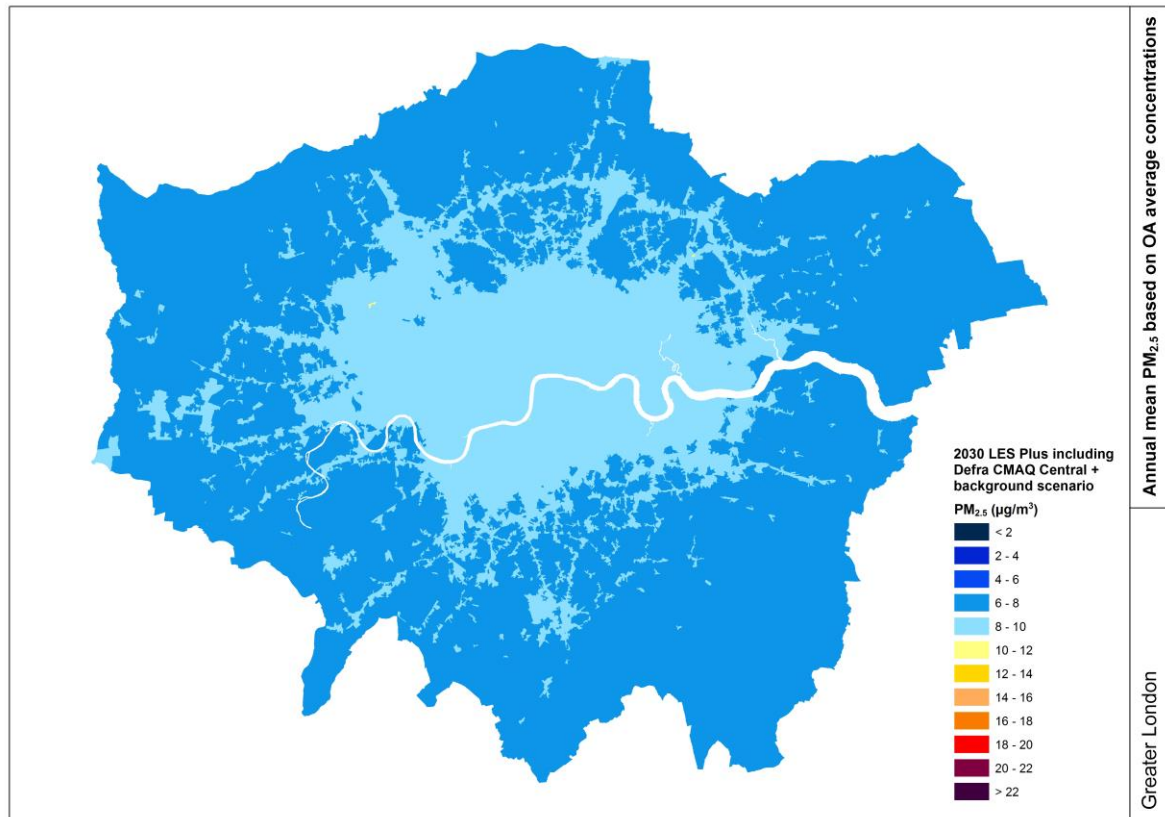 Annual mean PM₂.₅ based on OA average concentrations
Greater London
2030 LES Plus including
Defra CMAQ Central +
background scenario
PM₂.₅ (µg/m³)
< 2
2 - 4
4 - 6
6 - 8
8 - 10
10 - 12
12 - 14
14 - 16
16 - 18
18 - 20
20 - 22
> 22